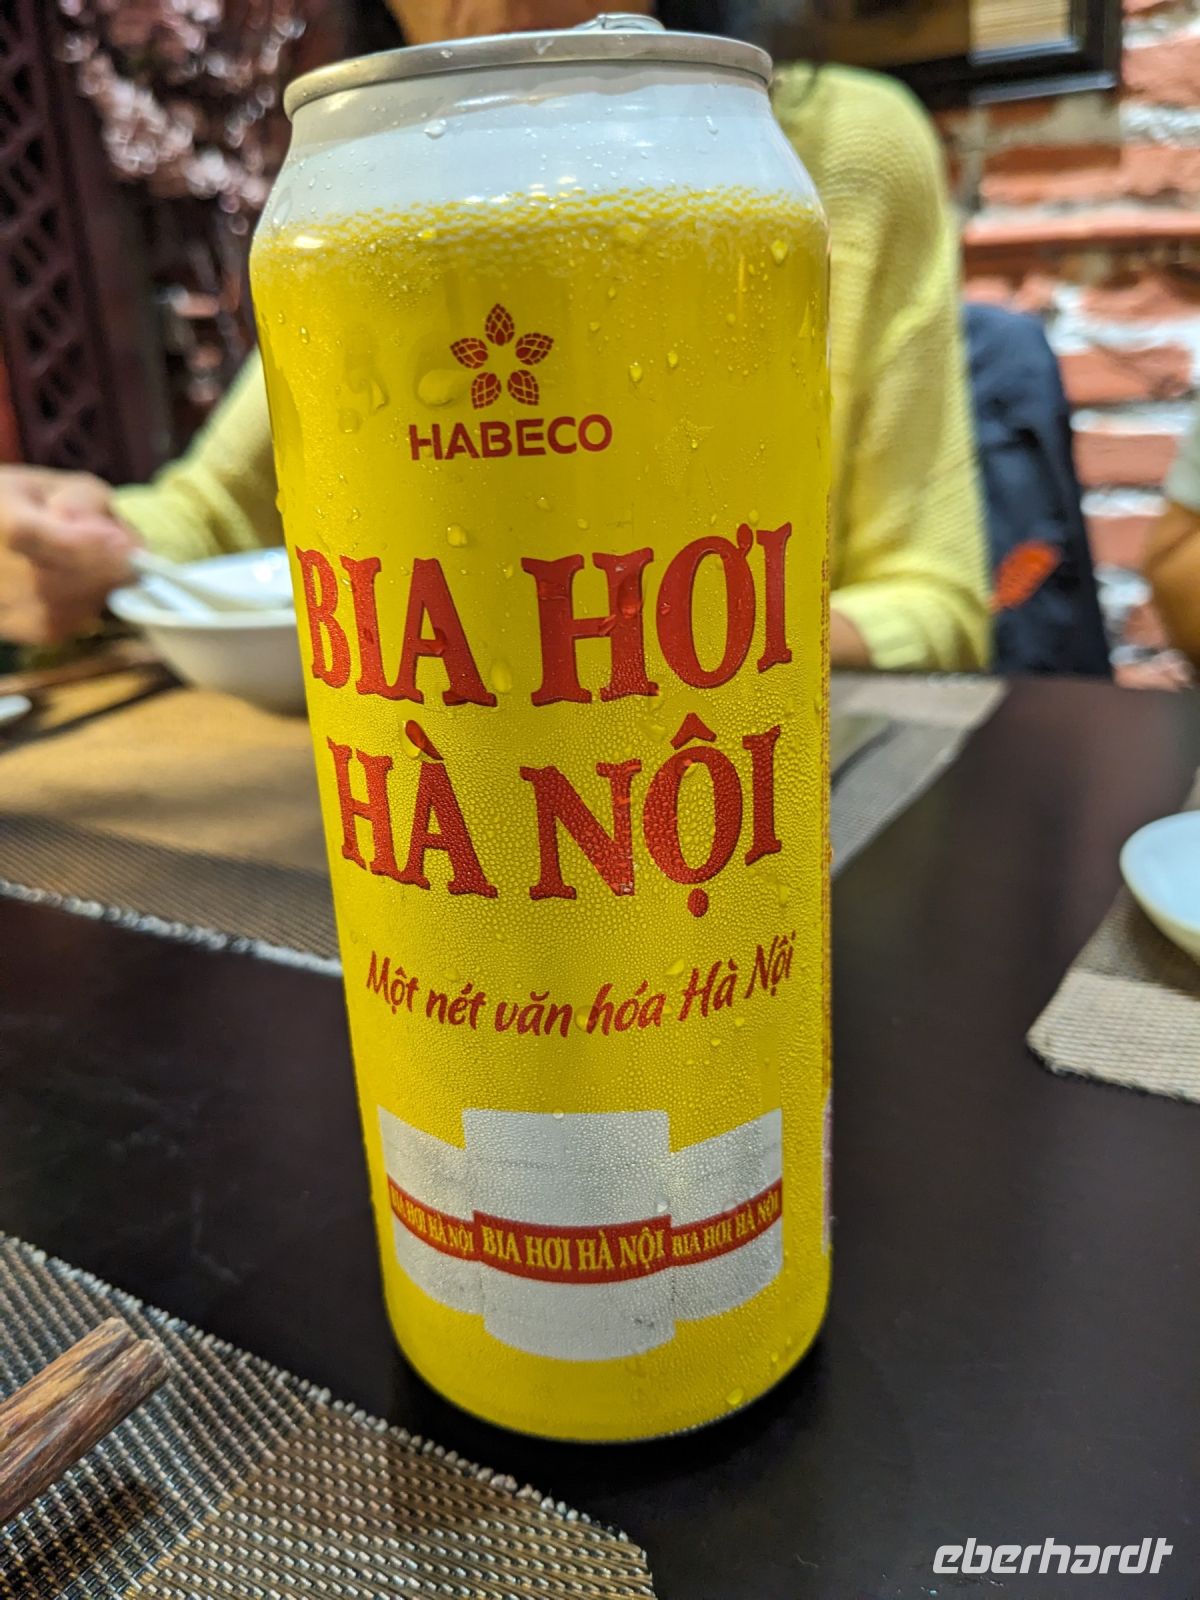 HABECO
BIA HƠI
HÀ NỘI
Một nét văn hóa Hà Nội
BIA HƠI HÀ NỘI BIA HƠI HÀ NỘI BIA HƠI HÀ NỘI
eberhardt